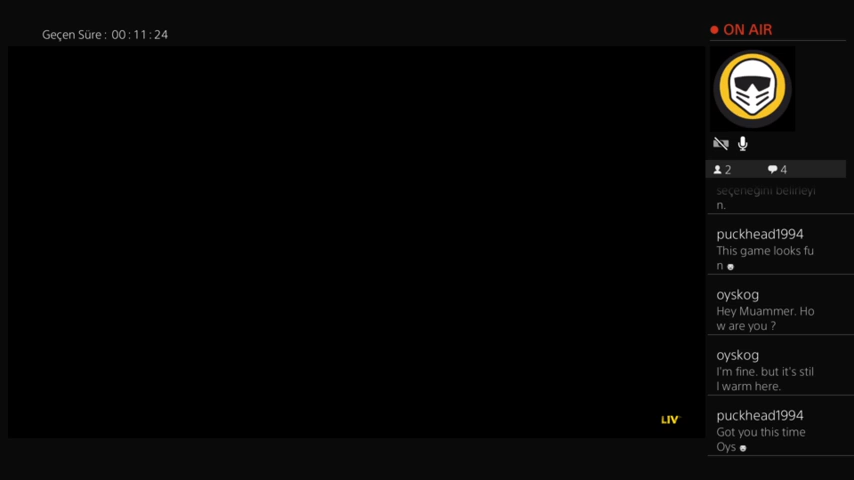 Geçen Süre : 00 : 11 : 24
ON AIR
2
4
seçeneğini belirleyi
n.
puckhead1994
This game looks fu
n
oyskog
Hey Muammer. Ho
w are you ?
oyskog
I'm fine. but it's stil
l warm here.
puckhead1994
Got you this time
Oys
LIV